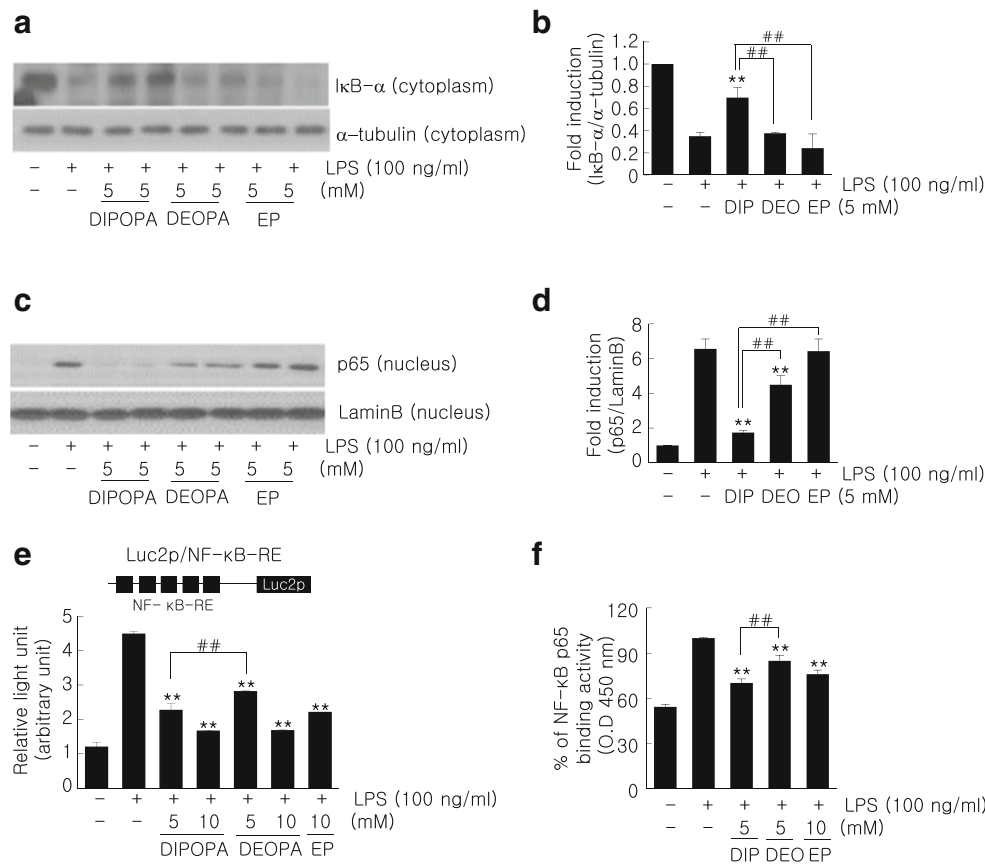 a
IκB-α (cytoplasm)
α-tubulin (cytoplasm)
− + + + + + + + LPS (100 ng/ml)
− − 5 5 5 5 5 5 (mM)
DIPOPA DEOPA EP
b
Fold induction
(IκB-α/α-tubulin)
1.2
1.0
0.8
0.6
0.4
0.2
0
**
##
##
− + + + + LPS (100 ng/ml)
− − DIP DEO EP (5 mM)
c
p65 (nucleus)
LaminB (nucleus)
− + + + + + + + LPS (100 ng/ml)
− − 5 5 5 5 5 5 (mM)
DIPOPA DEOPA EP
d
Fold induction
(p65/LaminB)
8
6
4
2
0
**
##
**
##
− + + + + LPS (100 ng/ml)
− − DIP DEO EP (5 mM)
e
Luc2p/NF-κB-RE
Luc2p
NF- κB-RE
Relative light unit
(arbitrary unit)
5
4
3
2
1
0
##
** ** ** ** **
− + + + + + + LPS (100 ng/ml)
− − 5 10 5 10 10 (mM)
DIPOPA DEOPA EP
f
% of NF-κB p65
binding activity
(O.D 450 nm)
120
90
60
30
0
##
** ** **
− + + + + LPS (100 ng/ml)
− − 5 5 10 (mM)
DIP DEO EP